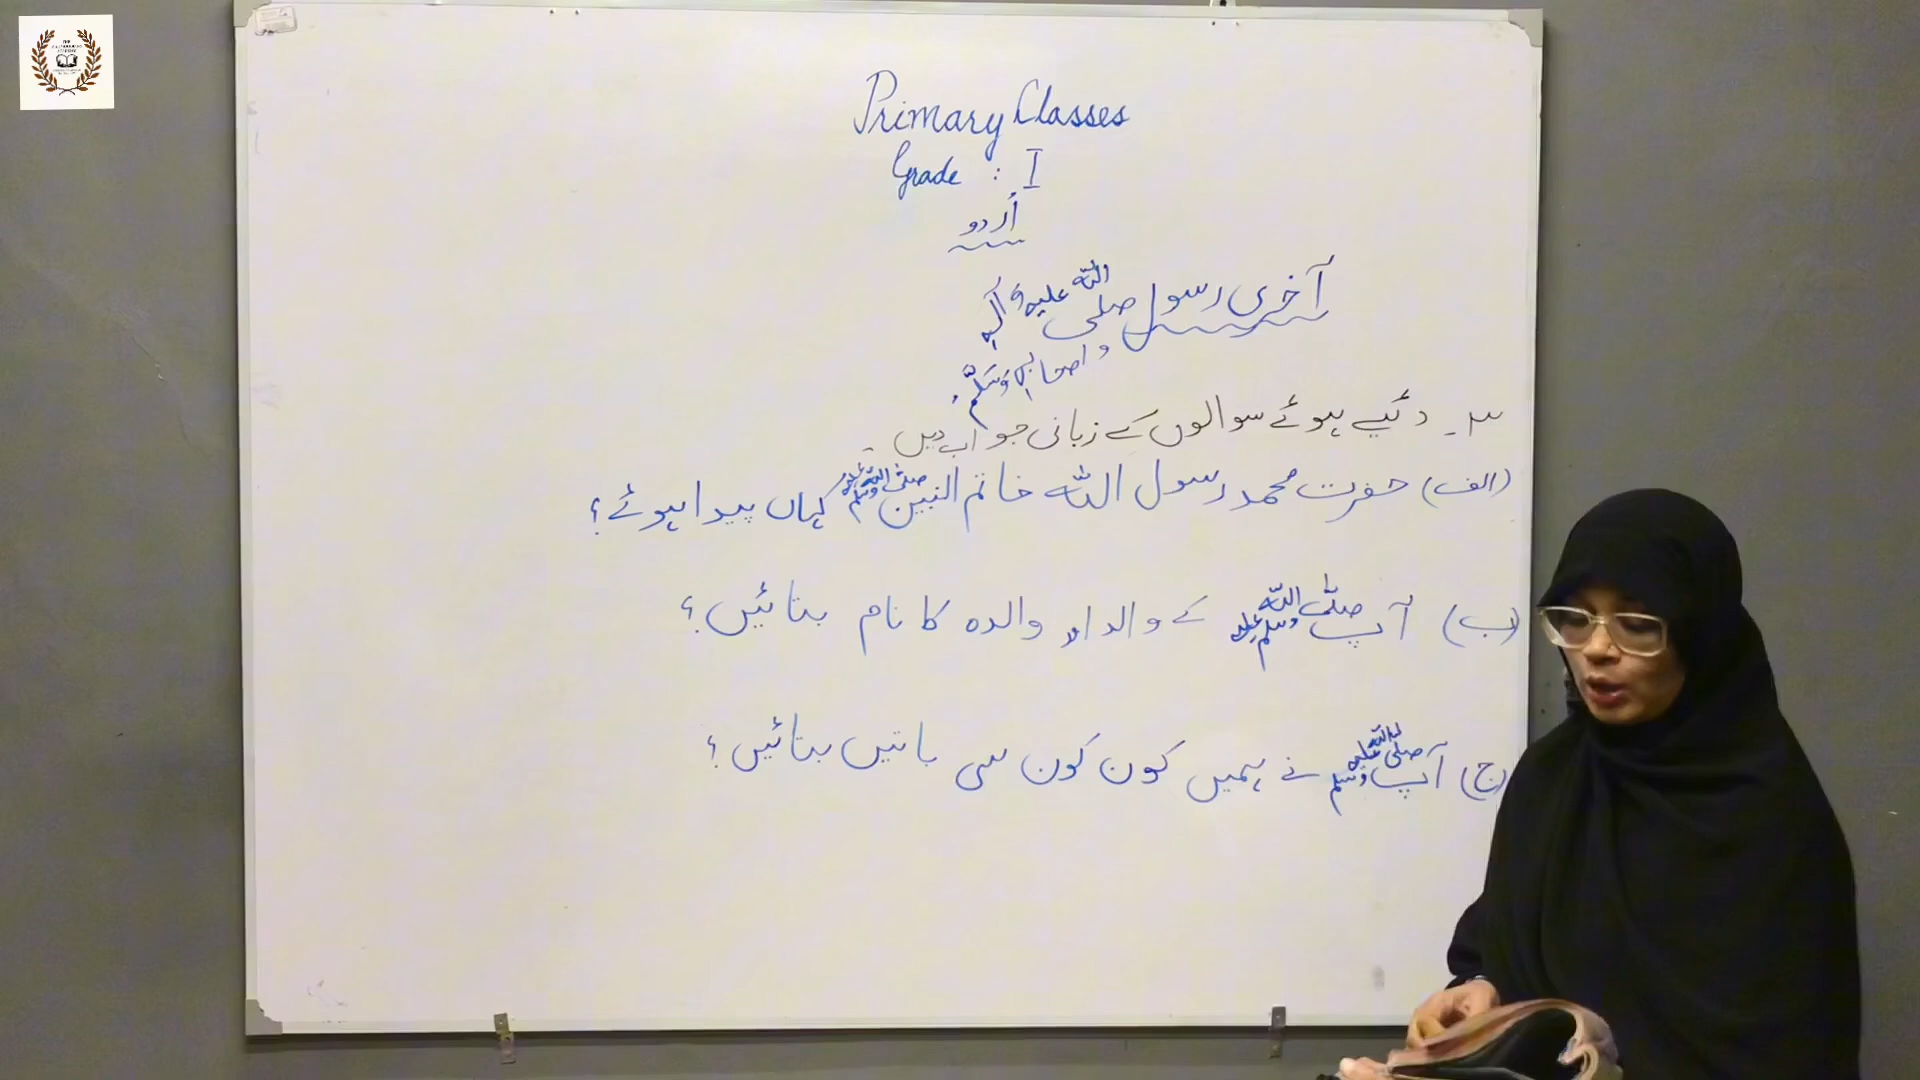 Primary Classes
Grade : I
اُردو
آخری رسول صلی اللہ علیہ وَ آلہٖ
و اصحابہٖ وَسَلَّم.
۳۔ دئیے ہوئے سوالوں کے زبانی جواب دیں۔
(الف) حضرت محمد رسول اللہ خاتم النبین صلی اللہ علیہ وسلم کہاں پیدا ہوئے؟
(ب) آپ صلی اللہ علیہ وسلم کے والد اور والدہ کا نام بتائیں؟
(ج) آپ صلی اللہ علیہ وسلم نے ہمیں کون کون سی باتیں بتائیں؟